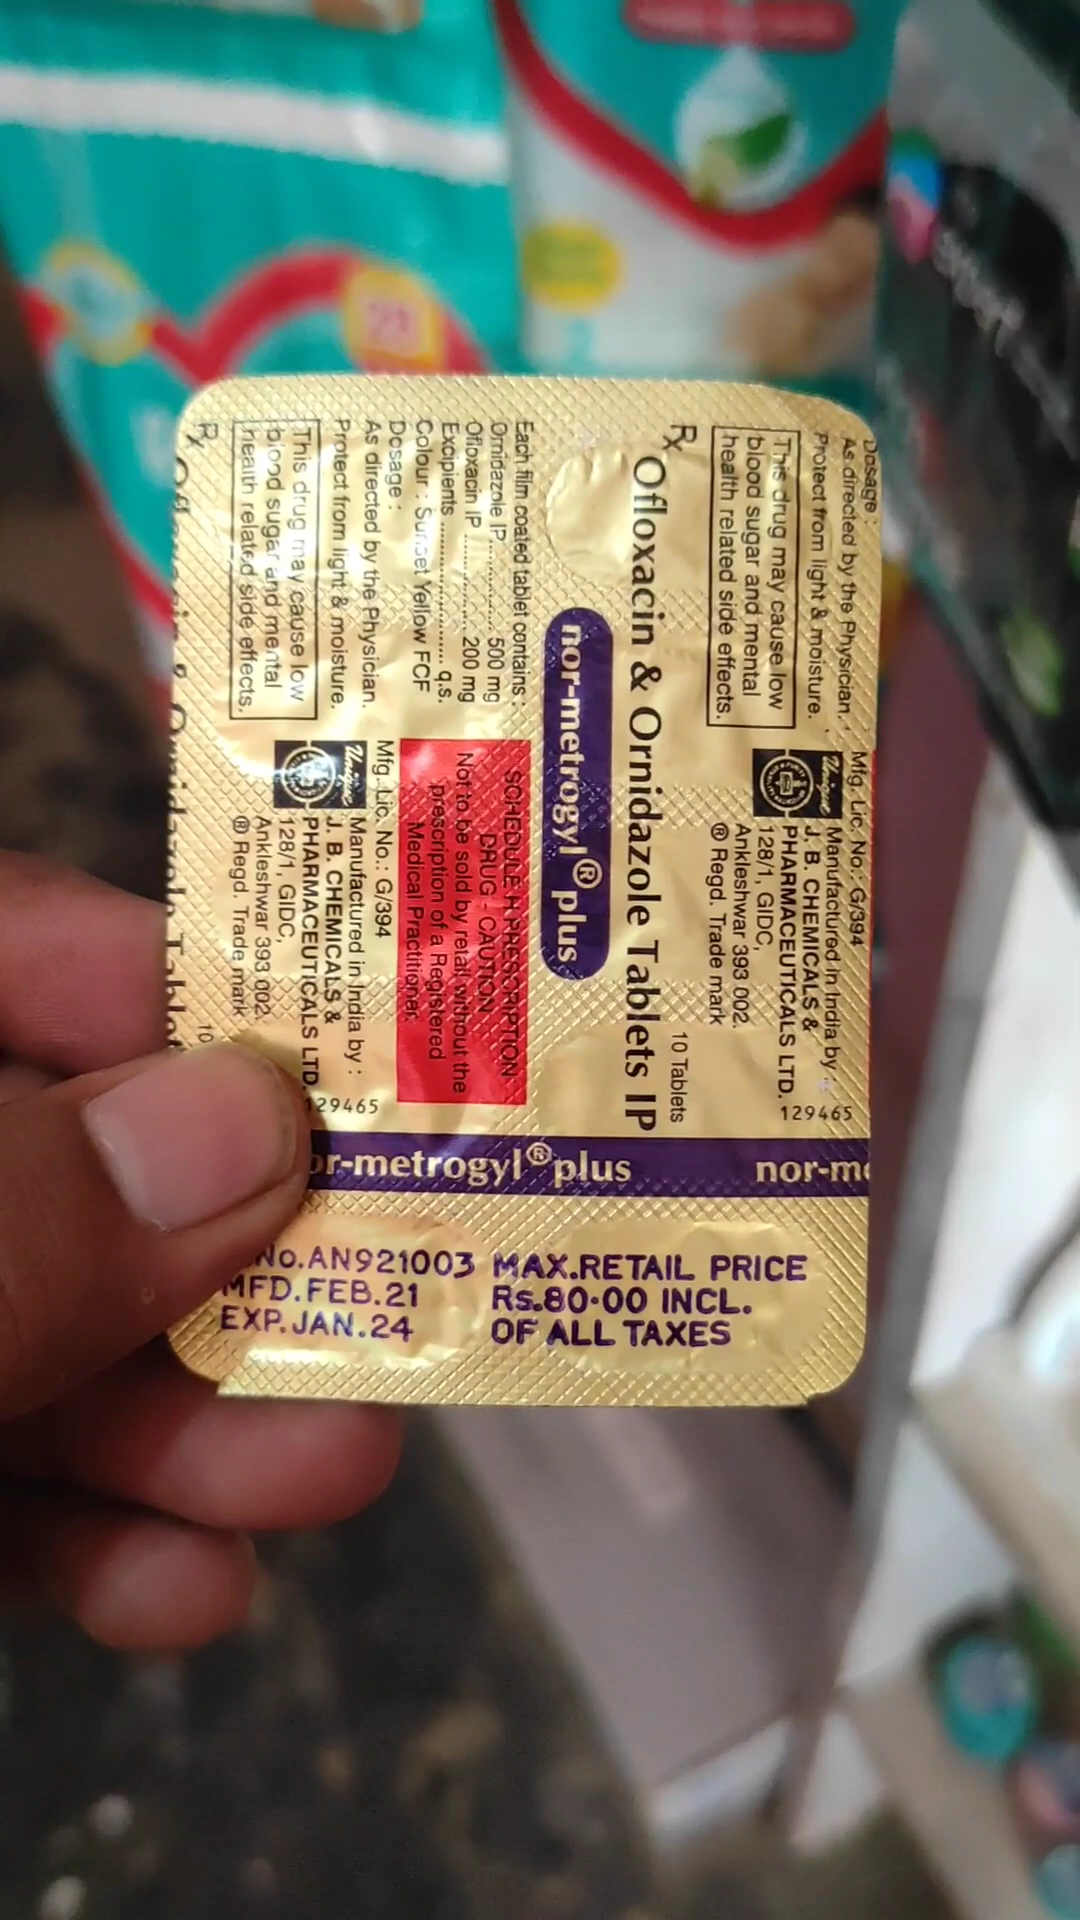 Dosage :
As directed by the Physician.
Protect from light & moisture.
This drug may cause low
blood sugar and mental
health related side effects.
Mfg. Lic. No.: G/394
Manufactured in India by
Unique
J. B. CHEMICALS &
PHARMACEUTICALS LTD.
128/1, GIDC,
Ankleshwar 393 002.
® Regd. Trade mark
129465
10 Tablets
Rx
Ofloxacin & Ornidazole Tablets IP
nor-metrogyl® plus
Each film coated tablet contains :
Ornidazole IP.......... 500 mg
Ofloxacin IP ............... 200 mg
Excipients ..................... q.s.
Colour : Sunset Yellow FCF
Dosage :
As directed by the Physician.
Protect from light & moisture.
This drug may cause low
blood sugar and mental
health related side effects.
SCHEDULE H PRESCRIPTION
DRUG - CAUTION
Not to be sold by retail without the
prescription of a Registered
Medical Practitioner.
Mfg. Lic. No.: G/394
Manufactured in India by :
Unique
J. B. CHEMICALS &
PHARMACEUTICALS LTD.
128/1, GIDC,
Ankleshwar 393 002.
® Regd. Trade mark
129465
10
Rx
Ofloxacin & Ornidazole Tablet
or-metrogyl® plus
nor-me
No.AN921003
MFD.FEB.21
EXP.JAN.24
MAX.RETAIL PRICE
Rs.80.00 INCL.
OF ALL TAXES